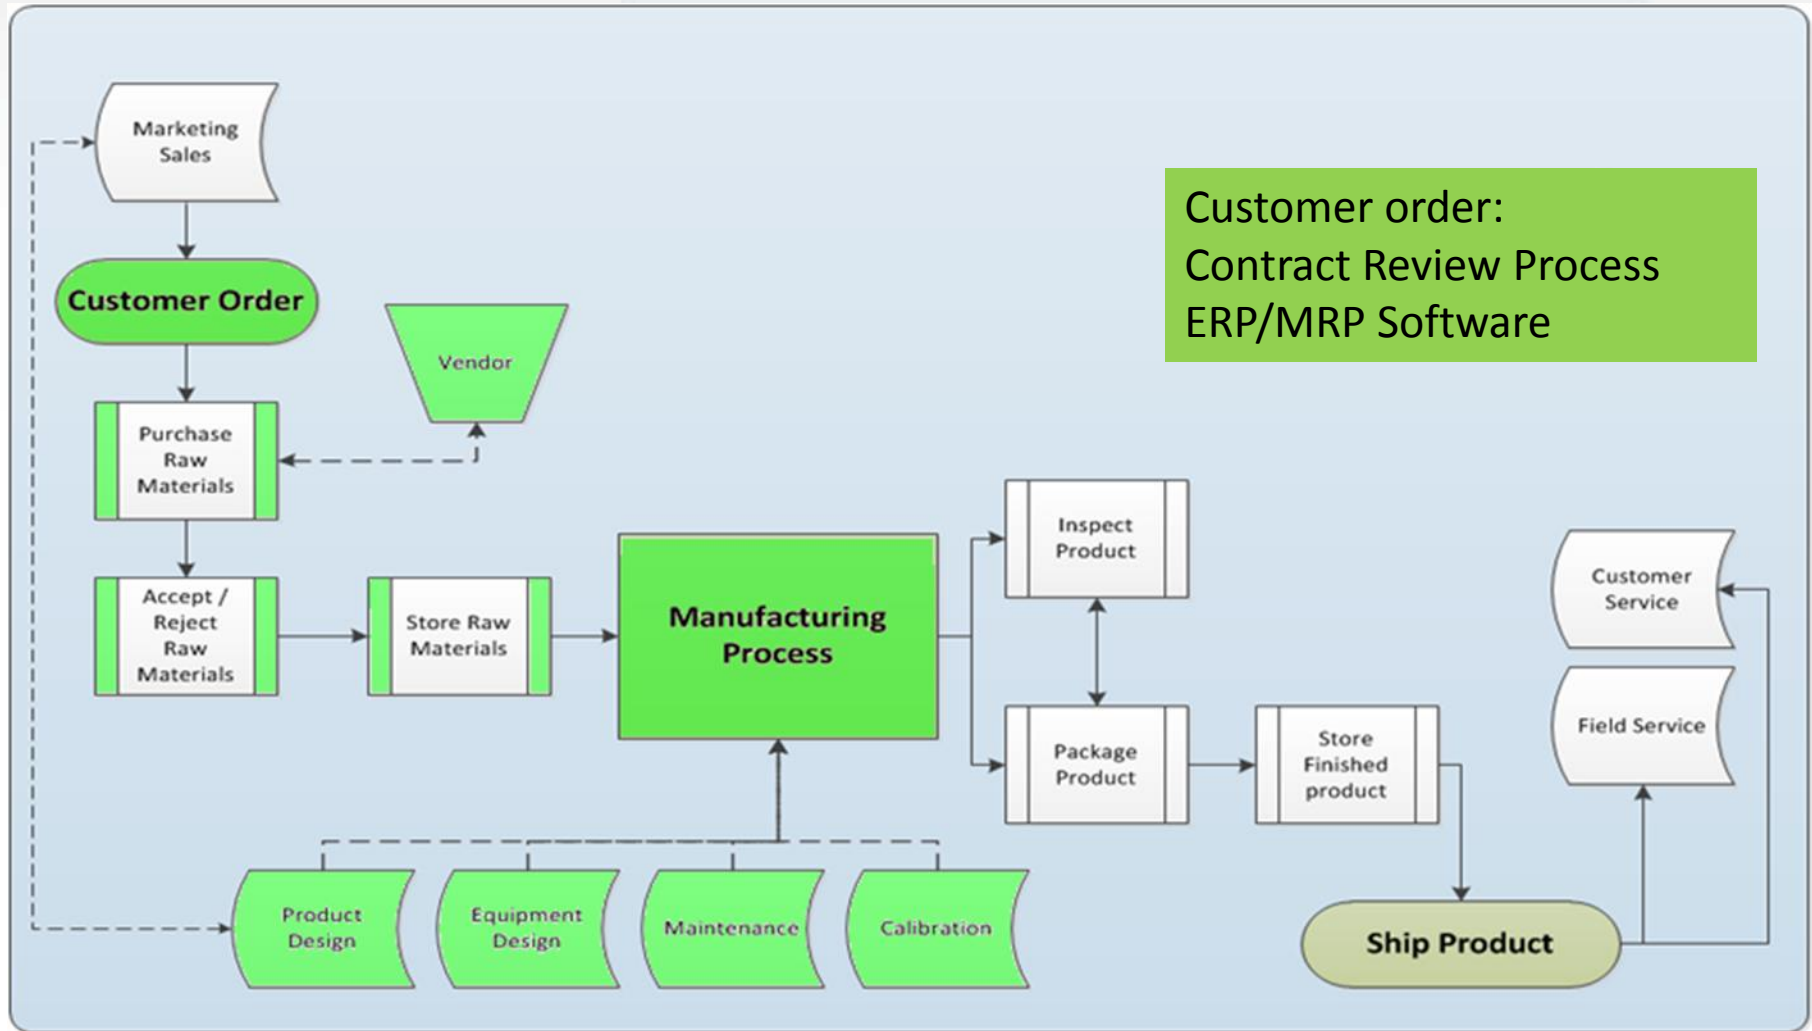 Marketing
Sales
Customer order:
Contract Review Process
ERP/MRP Software
Customer Order
Vendor
Purchase
Raw
Materials
Accept /
Reject
Raw
Materials
Store Raw
Materials
Manufacturing
Process
Inspect
Product
Package
Product
Store
Finished
product
Customer
Service
Field Service
Product
Design
Equipment
Design
Maintenance
Calibration
Ship Product